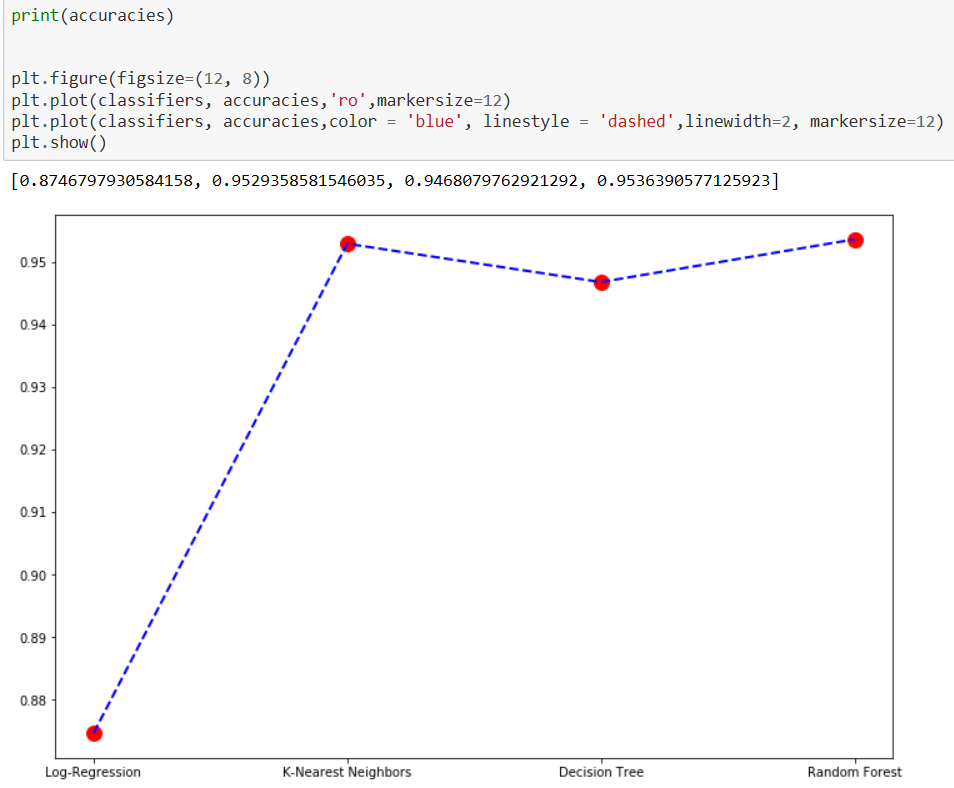 print(accuracies)
plt.figure(figsize=(12, 8))
plt.plot(classifiers, accuracies,'ro',markersize=12)
plt.plot(classifiers, accuracies,color = 'blue', linestyle = 'dashed',linewidth=2, markersize=12)
plt.show()
[0.8746797930584158, 0.9529358581546035, 0.9468079762921292, 0.9536390577125923]
0.95
0.94
0.93
0.92
0.91
0.90
0.89
0.88
Log-Regression K-Nearest Neighbors Decision Tree Random Forest